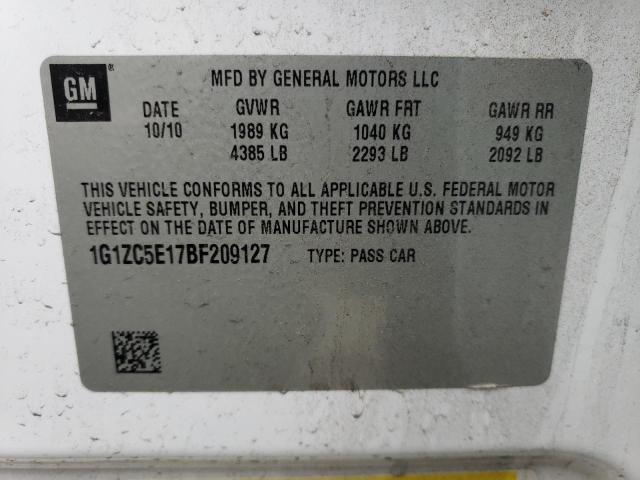 GM ®
MFD BY GENERAL MOTORS LLC
DATE GVWR GAWR FRT GAWR RR
10/10 1989 KG 1040 KG 949 KG
4385 LB 2293 LB 2092 LB
THIS VEHICLE CONFORMS TO ALL APPLICABLE U.S. FEDERAL MOTOR
VEHICLE SAFETY, BUMPER, AND THEFT PREVENTION STANDARDS IN
EFFECT ON THE DATE OF MANUFACTURE SHOWN ABOVE.
1G1ZC5E17BF209127 TYPE: PASS CAR